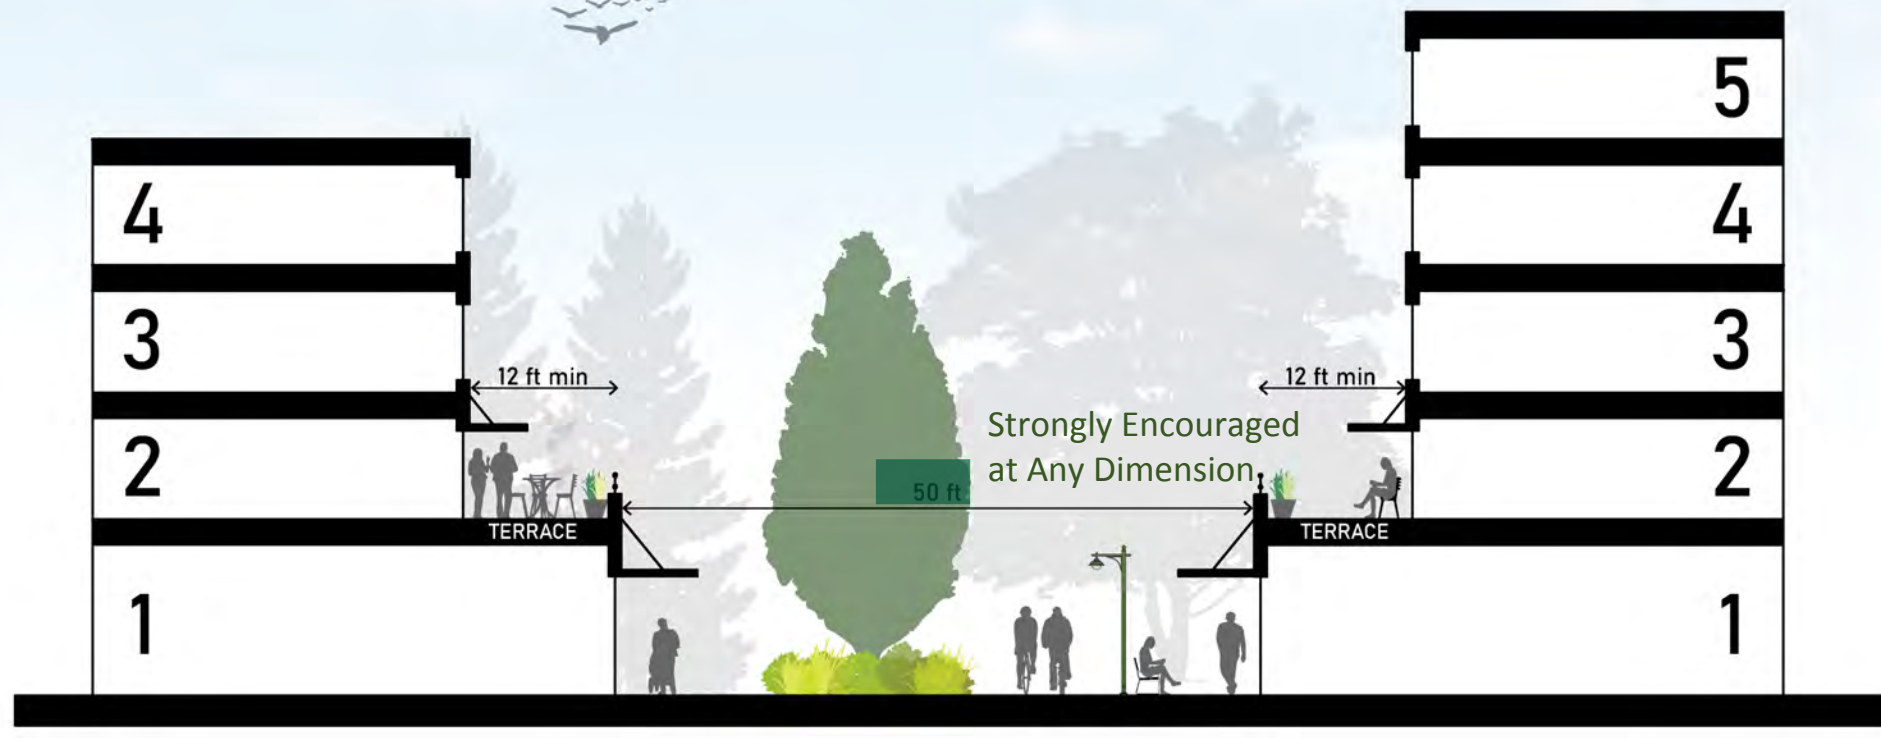 5
4
4
3
3
12 ft min
12 ft min
Strongly Encouraged
at Any Dimension
2
2
50 ft
TERRACE
TERRACE
1
1